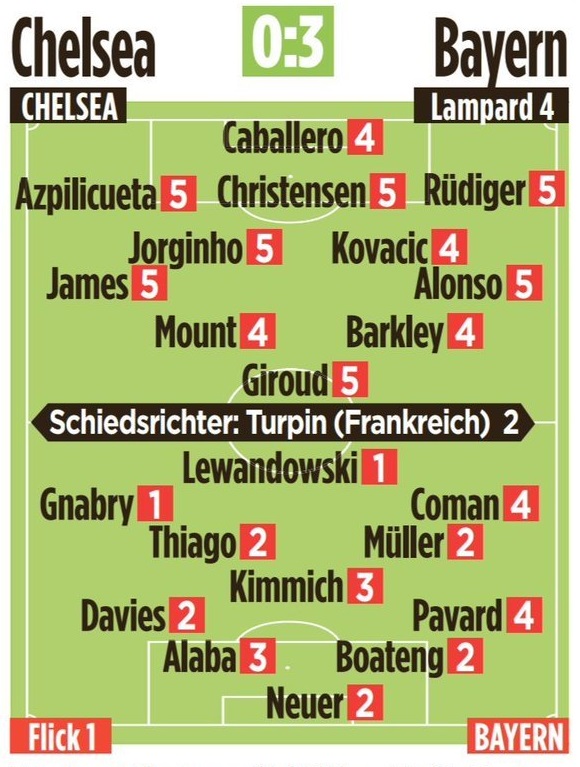 Chelsea 0:3 Bayern
CHELSEA Lampard 4
Caballero 4
Azpilicueta 5 Christensen 5 Rüdiger 5
Jorginho 5 Kovacic 4
James 5 Alonso 5
Mount 4 Barkley 4
Giroud 5
Schiedsrichter: Turpin (Frankreich) 2
Lewandowski 1
Gnabry 1 Coman 4
Thiago 2 Müller 2
Kimmich 3
Davies 2 Pavard 4
Alaba 3 Boateng 2
Neuer 2
Flick 1 BAYERN